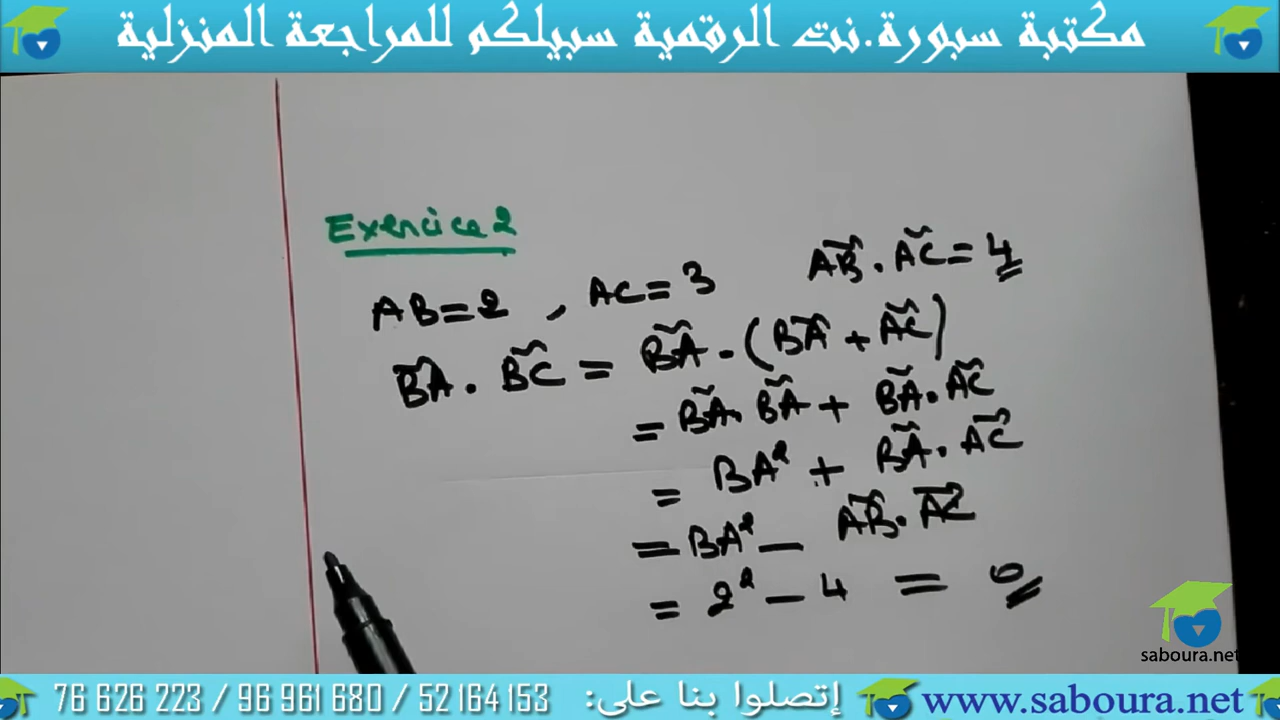 مكتبة سبورة.نت الرقمية سبيلكم للمراجعة المنزلية
Exercice 2
AB = 2 , AC = 3 AB⃗ . AC⃗ = 4
BA⃗ . BC⃗ = BA⃗ . (BA⃗ + AC⃗)
= BA⃗ . BA⃗ + BA⃗ . AC⃗
= BA² + BA⃗ . AC⃗
= BA² - AB⃗ . AC⃗
= 2² - 4 = 0
saboura.net
76 626 223 / 96 961 680 / 52 164 153 إتصلوا بنا على: www.saboura.net